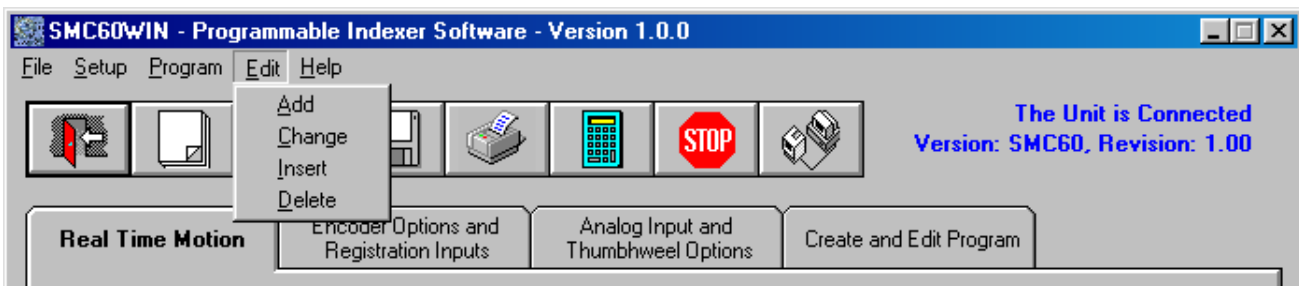 SMC60WIN - Programmable Indexer Software - Version 1.0.0
File Setup Program Edit Help
Add
Change
Insert
Delete
STOP
The Unit is Connected
Version: SMC60, Revision: 1.00
Real Time Motion
Encoder Options and
Registration Inputs
Analog Input and
Thumbhweel Options
Create and Edit Program